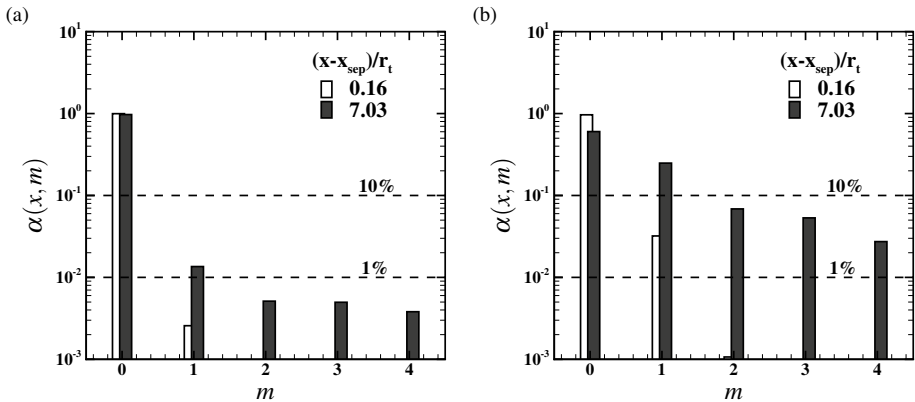 (a)
α(x, m)
10¹
10⁰
10⁻¹
10⁻²
10⁻³
(x-x_sep)/r_t
0.16
7.03
10%
1%
0 1 2 3 4
m
(b)
α(x, m)
10¹
10⁰
10⁻¹
10⁻²
10⁻³
(x-x_sep)/r_t
0.16
7.03
10%
1%
0 1 2 3 4
m